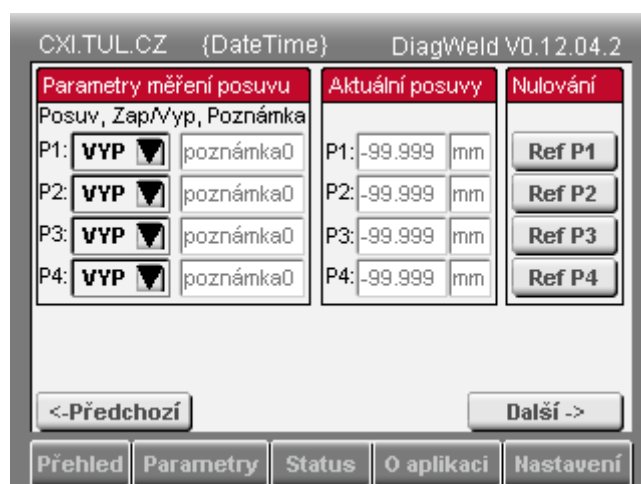 CXI.TUL.CZ {DateTime} DiagWeld V0.12.04.2
Parametry měření posuvu Aktuální posuvy Nulování
Posuv, Zap/Vyp, Poznámka
P1: VYP poznámka0 P1: -99.999 mm Ref P1
P2: VYP poznámka0 P2: -99.999 mm Ref P2
P3: VYP poznámka0 P3: -99.999 mm Ref P3
P4: VYP poznámka0 P4: -99.999 mm Ref P4
<-Předchozí Další ->
Přehled Parametry Status O aplikaci Nastavení